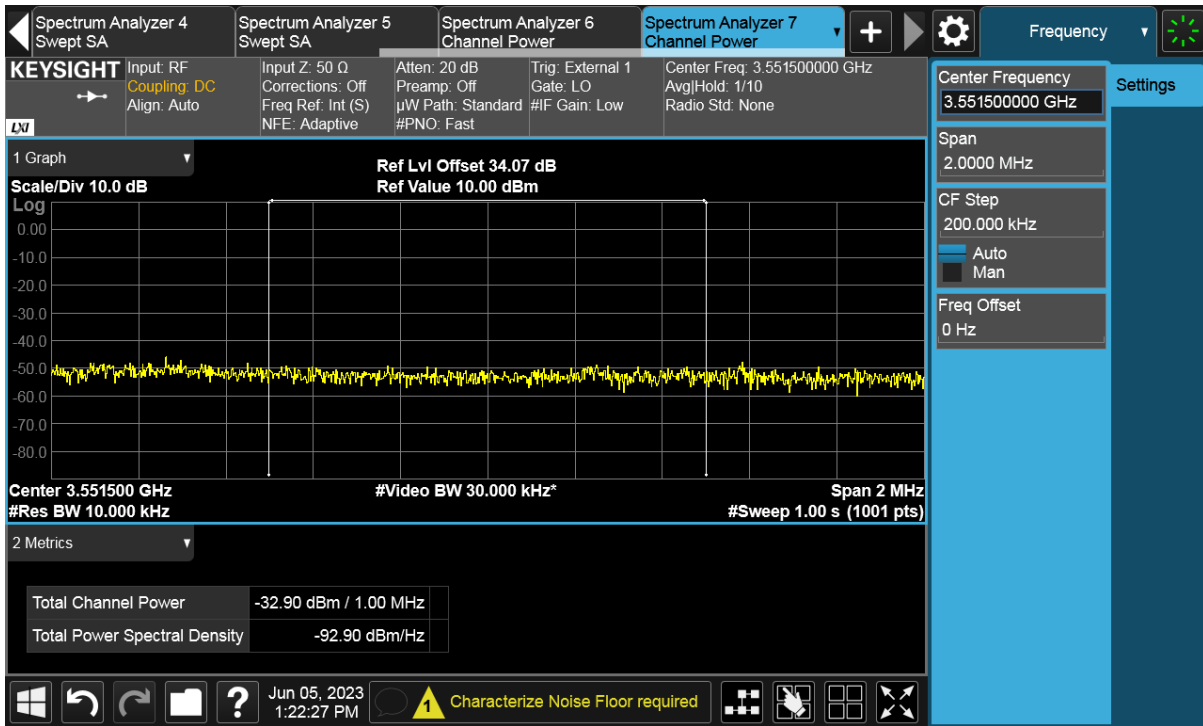 Spectrum Analyzer 4
Swept SA
Spectrum Analyzer 5
Swept SA
Spectrum Analyzer 6
Channel Power
Spectrum Analyzer 7
Channel Power
Frequency
KEYSIGHT
LXI
Input: RF
Coupling: DC
Align: Auto
Input Z: 50 Ω
Corrections: Off
Freq Ref: Int (S)
NFE: Adaptive
Atten: 20 dB
Preamp: Off
µW Path: Standard
#PNO: Fast
Trig: External 1
Gate: LO
#IF Gain: Low
Center Freq: 3.551500000 GHz
Avg|Hold: 1/10
Radio Std: None
Center Frequency
3.551500000 GHz
Settings
Span
2.0000 MHz
CF Step
200.000 kHz
Auto
Man
Freq Offset
0 Hz
1 Graph
Scale/Div 10.0 dB
Ref Lvl Offset 34.07 dB
Ref Value 10.00 dBm
Log
0.00
-10.0
-20.0
-30.0
-40.0
-50.0
-60.0
-70.0
-80.0
Center 3.551500 GHz
#Video BW 30.000 kHz*
Span 2 MHz
#Res BW 10.000 kHz
#Sweep 1.00 s (1001 pts)
2 Metrics
Total Channel Power -32.90 dBm / 1.00 MHz
Total Power Spectral Density -92.90 dBm/Hz
?
Jun 05, 2023
1:22:27 PM
1
Characterize Noise Floor required